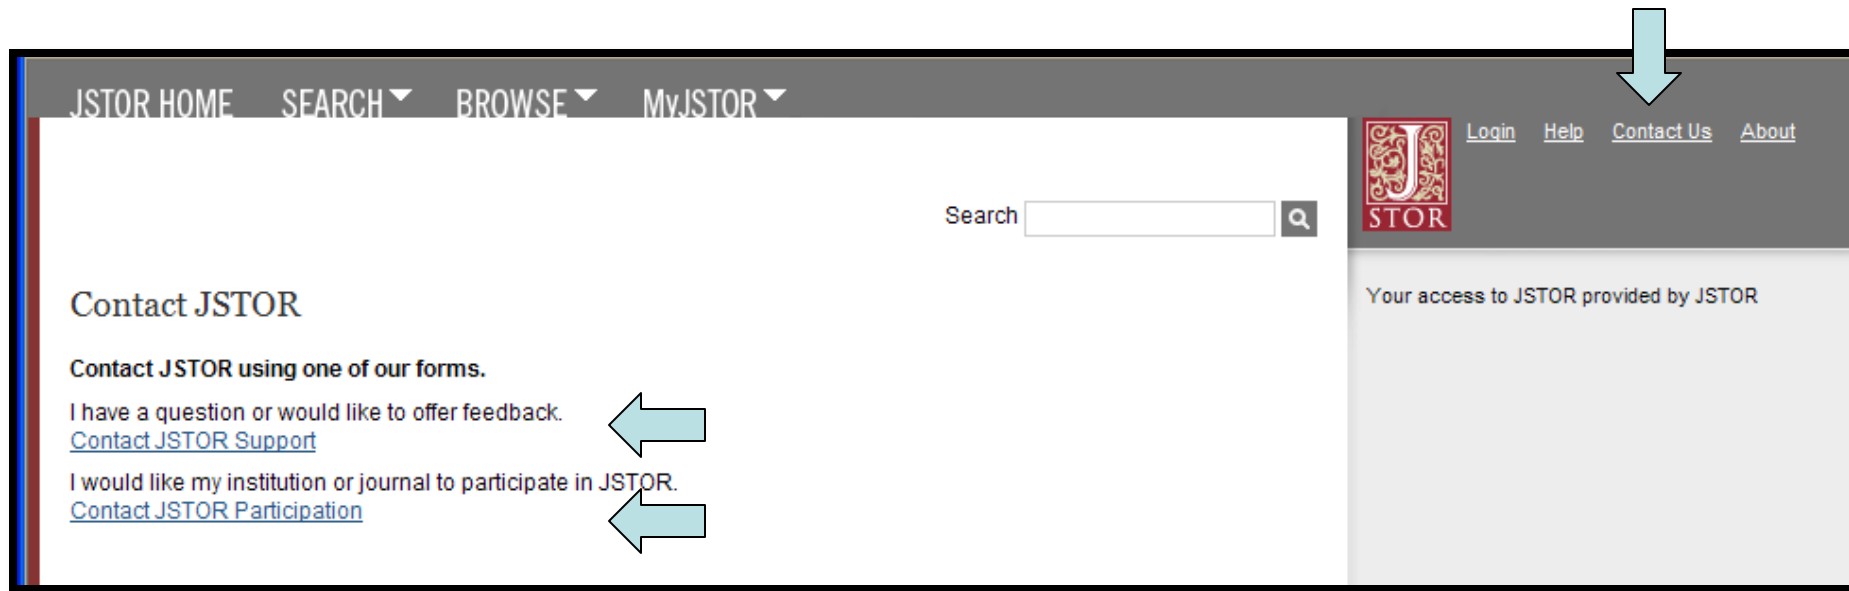 JSTOR HOME SEARCH BROWSE MyJSTOR
Login Help Contact Us About
J
STOR
Search
Contact JSTOR
Your access to JSTOR provided by JSTOR
Contact JSTOR using one of our forms.
I have a question or would like to offer feedback.
Contact JSTOR Support
I would like my institution or journal to participate in JSTOR.
Contact JSTOR Participation